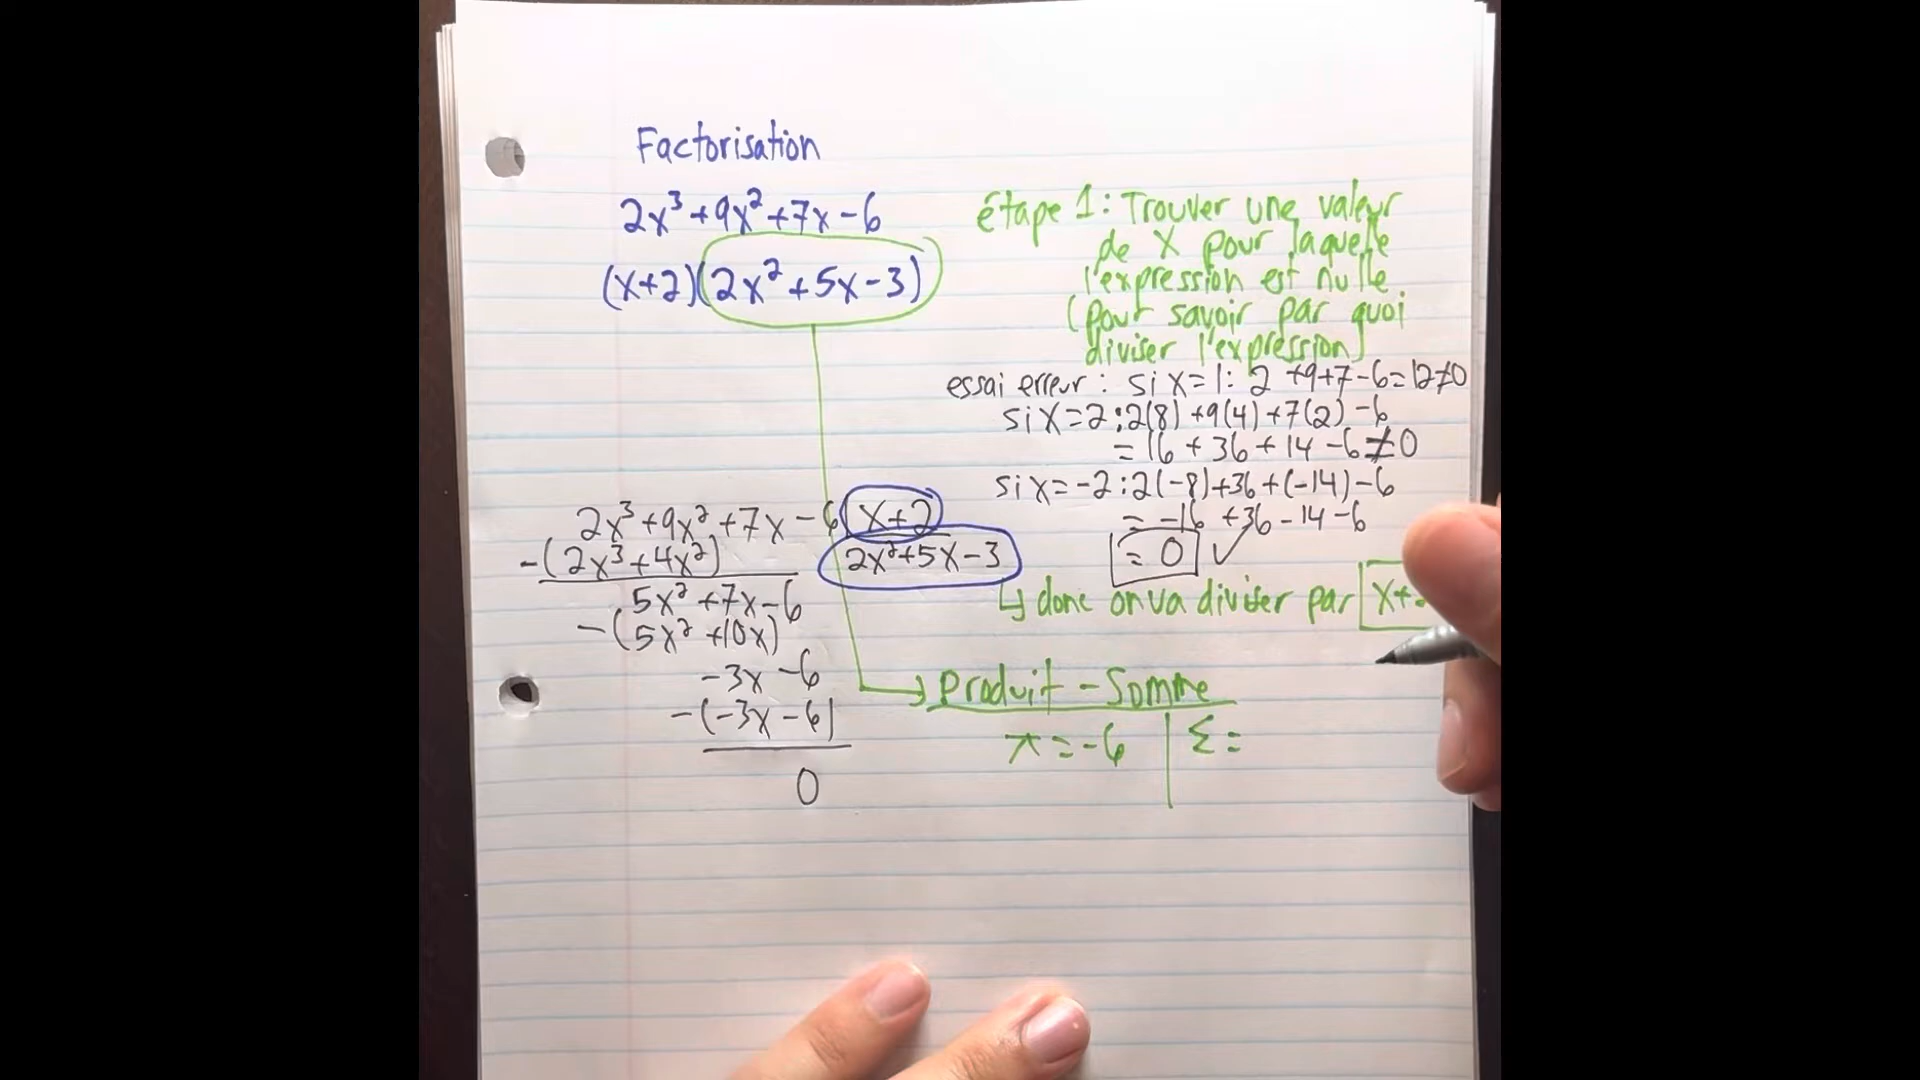 Factorisation
2x³+9x²+7x-6
(x+2)(2x²+5x-3)
étape 1: Trouver une valeur
de X pour laquelle
l'expression est nulle
(pour savoir par quoi
diviser l'expression)
essai erreur : si x=1: 2 +9+7-6=12≠0
si x=2:2(8)+9(4)+7(2)-6
=16+36+14-6≠0
si x=-2:2(-8)+36+(-14)-6
=-16+36-14-6
=0 ✓
↳ donc on va diviser par
2x³+9x²+7x-6 x+2
-(2x³+4x²) 2x²+5x-3
5x²+7x-6
-(5x²+10x)
-3x-6
-(-3x-6)
0
→ Produit - Somme
π=-6 | Σ=